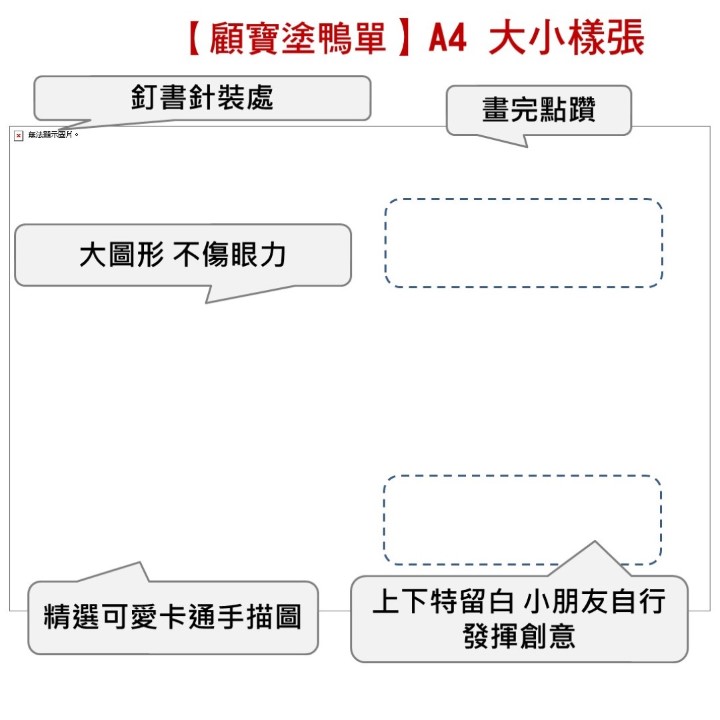 【顧寶塗鴨單】A4 大小樣張
釘書針裝處
畫完點躦
無法顯示圖片。
大圖形 不傷眼力
精選可愛卡通手描圖
上下特留白 小朋友自行
發揮創意